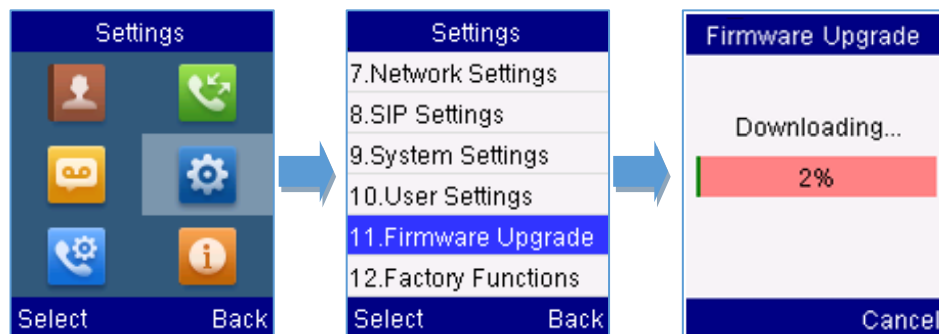 Settings
Select Back
Settings
7.Network Settings
8.SIP Settings
9.System Settings
10.User Settings
11.Firmware Upgrade
12.Factory Functions
Select Back
Firmware Upgrade
Downloading...
2%
Cancel